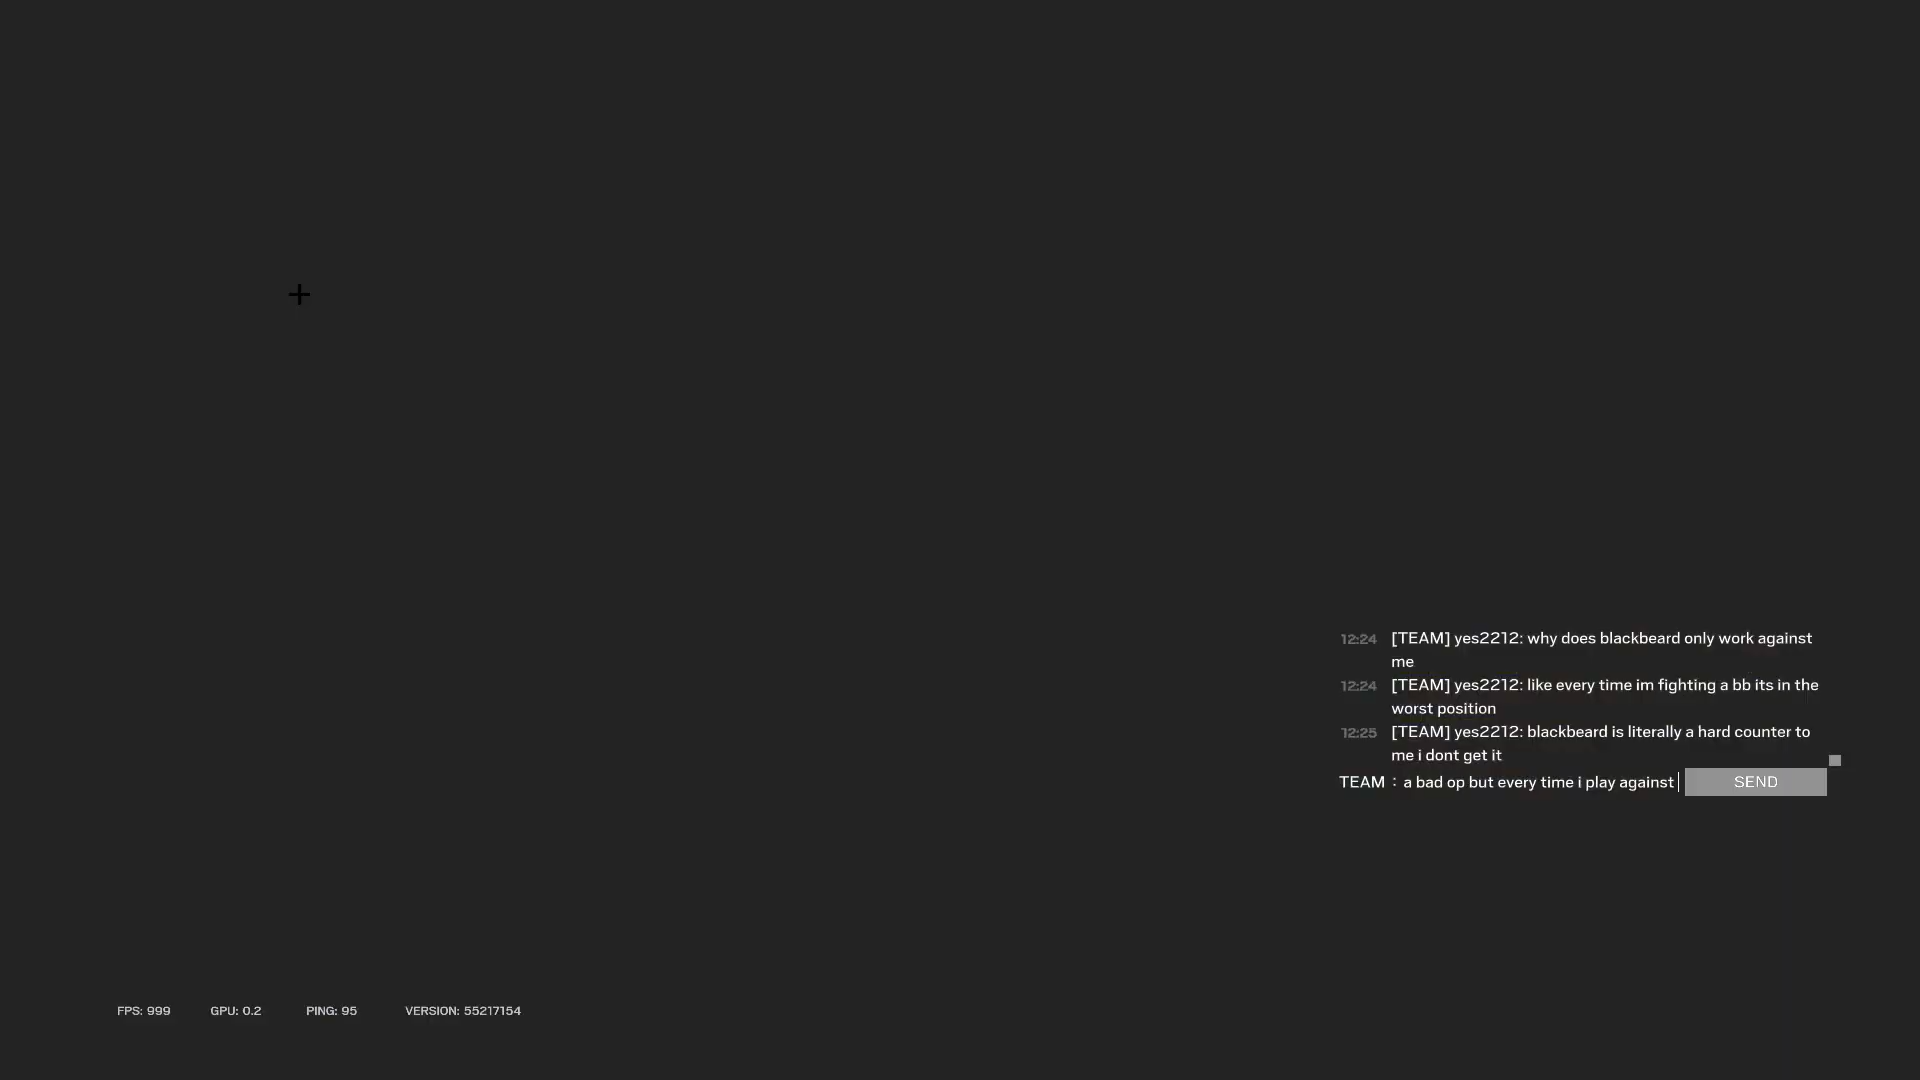 12:24 [TEAM] yes2212: why does blackbeard only work against
me
12:24 [TEAM] yes2212: like every time im fighting a bb its in the
worst position
12:25 [TEAM] yes2212: blackbeard is literally a hard counter to
me i dont get it
TEAM : a bad op but every time i play against SEND
FPS: 999 GPU: 0.2 PING: 95 VERSION: 55217154